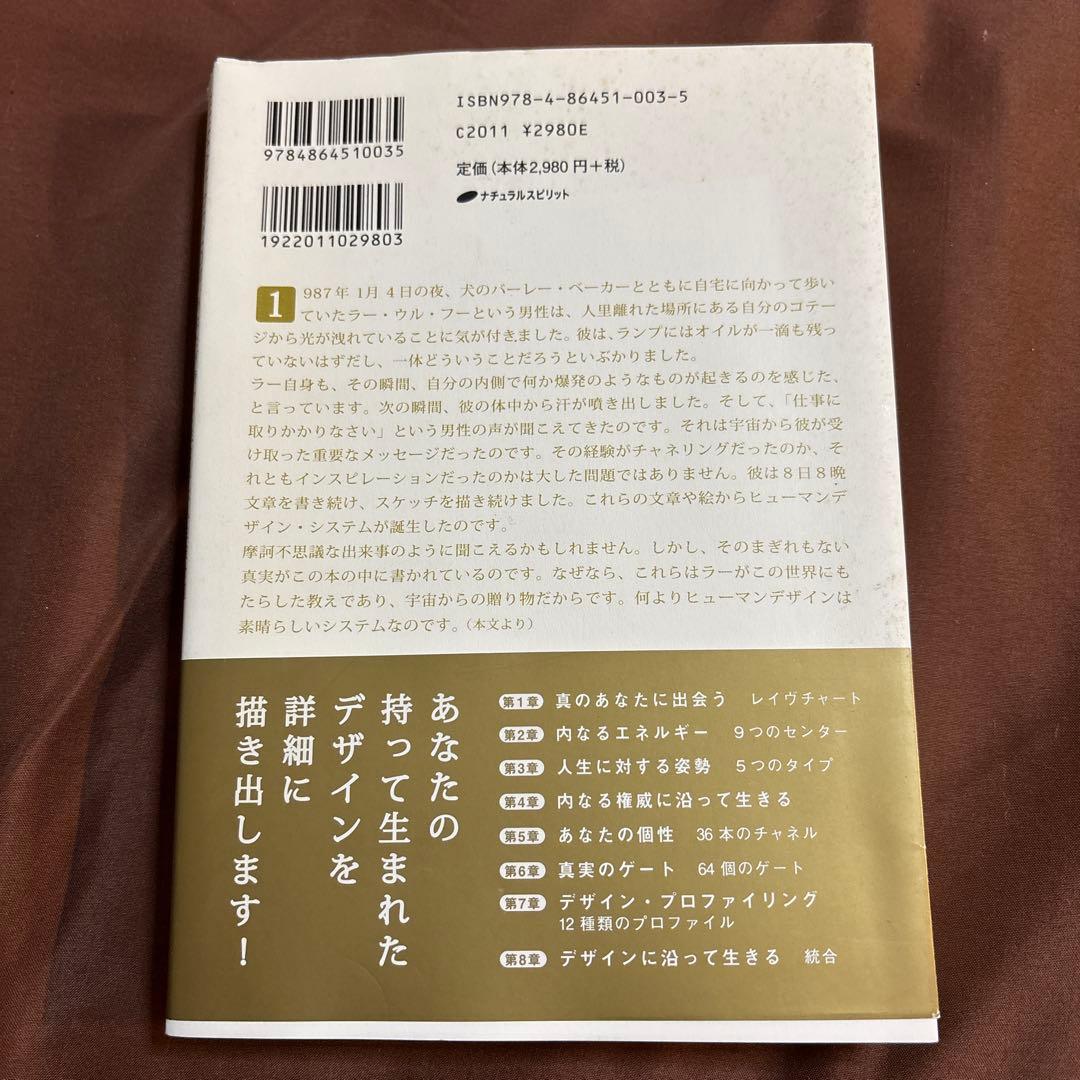 ISBN978-4-86451-003-5
C2011 ¥2980E
定価(本体2,980円+税)
ナチュラルスピリット
9784864510035
1922011029803
1987年1月4日の夜、犬のバーレー・ベーカーとともに自宅に向かって歩い
ていたラー・ウル・フーという男性は、人里離れた場所にある自分のコテー
ジから光が洩れていることに気が付きました。彼は、ランプにはオイルが一滴も残っ
ていないはずだし、一体どういうことだろうといぶかりました。
ラー自身も、その瞬間、自分の内側で何か爆発のようなものが起きるのを感じた、
と言っています。次の瞬間、彼の体中から汗が噴き出しました。そして、「仕事に
取りかかりなさい」という男性の声が聞こえてきたのです。それは宇宙から彼が受
け取った重要なメッセージだったのです。その経験がチャネリングだったのか、そ
れともインスピレーションだったのかは大した問題ではありません。彼は8日8晩
文章を書き続け、スケッチを描き続けました。これらの文章や絵からヒューマンデ
ザイン・システムが誕生したのです。
摩訶不思議な出来事のように聞こえるかもしれません。しかし、そのまぎれもない
真実がこの本の中に書かれているのです。なぜなら、これらはラーがこの世界にも
たらした教えであり、宇宙からの贈り物だからです。何よりヒューマンデザインは
素晴らしいシステムなのです。(本文より)
あなたの
持って生まれた
デザインを
詳細に
描き出します!
第1章 真のあなたに出会う レイヴチャート
第2章 内なるエネルギー 9つのセンター
第3章 人生に対する姿勢 5つのタイプ
第4章 内なる権威に沿って生きる
第5章 あなたの個性 36本のチャネル
第6章 真実のゲート 64個のゲート
第7章 デザイン・プロファイリング
12種類のプロファイル
第8章 デザインに沿って生きる 統合